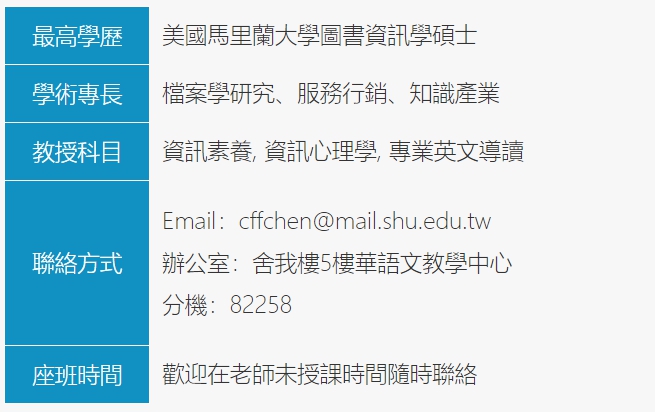 最高學歷 美國馬里蘭大學圖書資訊學碩士
學術專長 檔案學研究、服務行銷、知識產業
教授科目 資訊素養, 資訊心理學, 專業英文導讀
聯絡方式
Email：cffchen@mail.shu.edu.tw
辦公室：舍我樓5樓華語文教學中心
分機：82258
座班時間 歡迎在老師未授課時間隨時聯絡